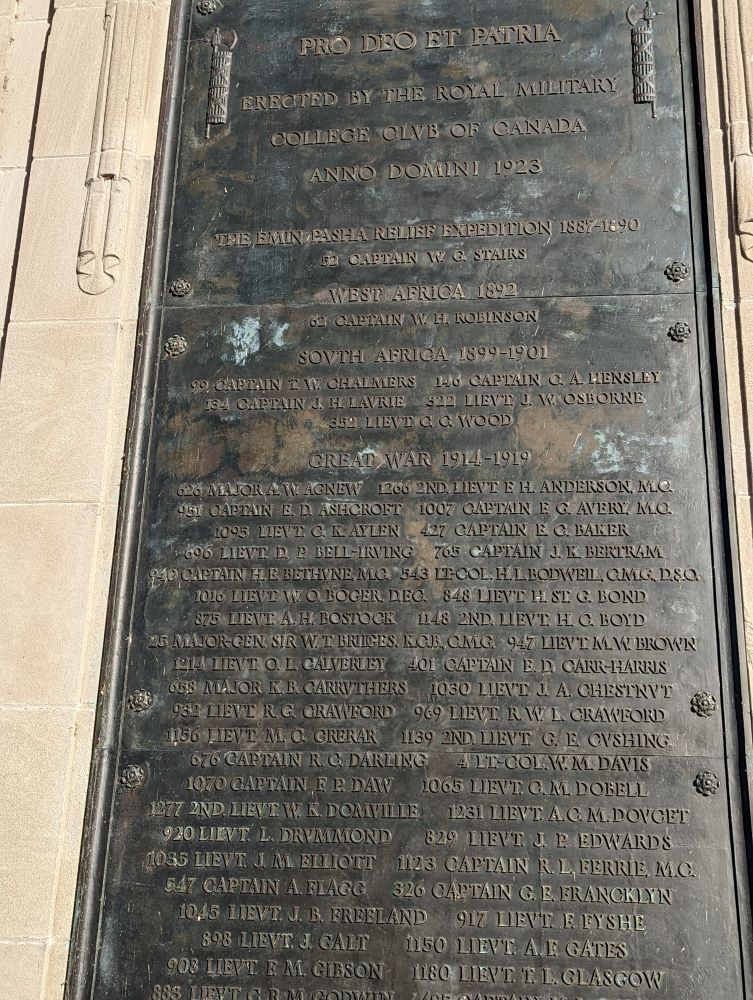 PRO DEO ET PATRIA
ERECTED BY THE ROYAL MILITARY
COLLEGE CLVB OF CANADA
ANNO DOMINI 1923
THE EMIN PASHA RELIEF EXPEDITION 1887-1890
52 CAPTAIN W. G. STAIRS
WEST AFRICA 1892
62 CAPTAIN W. H. ROBINSON
SOVTH AFRICA 1899-1901
99 CAPTAIN T. W. CHALMERS 146 CAPTAIN C. A. HENSLEY
134 CAPTAIN J. H. LAVRIE 322 LIEVT. J. W. OSBORNE
352 LIEVT. C. C. WOOD
GREAT WAR 1914-1919
626 MAJOR A. W. AGNEW 1266 2ND. LIEVT. F. H. ANDERSON, M.C.
951 CAPTAIN E. D. ASHCROFT 1007 CAPTAIN F. G. AVERY, M.C.
1095 LIEVT. C. K. AYLEN 427 CAPTAIN E. G. BAKER
696 LIEVT. D. P. BELL-IRVING 765 CAPTAIN J. K. BERTRAM
940 CAPTAIN H. E. BETHVNE, M.C. 543 LT-COL. H. I. BODWELL, C.M.G., D.S.O.
1016 LIEVT. W. O. BOGER, D.F.C. 848 LIEVT. H. ST. G. BOND
875 LIEVT. A. H. BOSTOCK 1148 2ND. LIEVT. H. G. BOYD
25 MAJOR-GEN. SIR W. T. BRIDGES, K.C.B., C.M.G. 947 LIEVT. M. W. BROWN
1214 LIEVT. O. L. CALVERLEY 401 CAPTAIN E. D. CARR-HARRIS
658 MAJOR K. B. CARRVTHERS 1030 LIEVT. J. A. CHESTNVT
932 LIEVT. R. G. CRAWFORD 969 LIEVT. R. W. L. CRAWFORD
1156 LIEVT. M. C. CRERAR 1139 2ND. LIEVT. G. E. CVSHING
676 CAPTAIN R. C. DARLING 4 LT-COL. W. M. DAVIS
1070 CAPTAIN F. P. DAW 1065 LIEVT. C. M. DOBELL
1277 2ND. LIEVT. W. K. DOMVILLE 1231 LIEVT. A. C. M. DOVCET
920 LIEVT. L. DRVMMOND 829 LIEVT. J. P. EDWARDS
1035 LIEVT. J. M. ELLIOTT 1123 CAPTAIN R. L. FERRIE, M.C.
547 CAPTAIN A. FLAGG 326 CAPTAIN G. E. FRANCKLYN
1045 LIEVT. J. B. FREELAND 917 LIEVT. F. FYSHE
898 LIEVT. J. GALT 1150 LIEVT. A. F. GATES
903 LIEVT. F. M. GIBSON 1180 LIEVT. T. L. GLASGOW
883 LIEVT. C. R. M. GODWIN